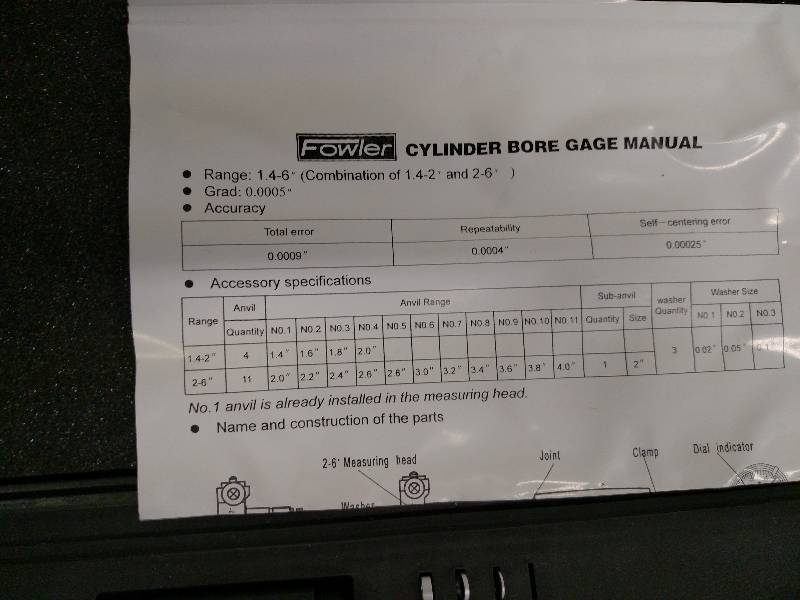 Fowler CYLINDER BORE GAGE MANUAL
● Range: 1.4-6" (Combination of 1.4-2" and 2-6" )
● Grad: 0.0005"
● Accuracy
Total error Repeatability Self-centering error
0.0009" 0.0004" 0.00025"
● Accessory specifications
Range Anvil Quantity Anvil Range Sub-anvil washer Quantity Washer Size
NO.1 NO.2 NO.3 NO.4 NO.5 NO.6 NO.7 NO.8 NO.9 NO.10 NO.11 Quantity Size NO.1 NO.2 NO.3
1.4-2" 4 1.4" 1.6" 1.8" 2.0"
2-6" 11 2.0" 2.2" 2.4" 2.6" 2.8" 3.0" 3.2" 3.4" 3.6" 3.8" 4.0" 1 2" 3 0.02" 0.05" 0.1"
No.1 anvil is already installed in the measuring head.
● Name and construction of the parts
2-6" Measuring head Joint Clamp Dial indicator
Washer